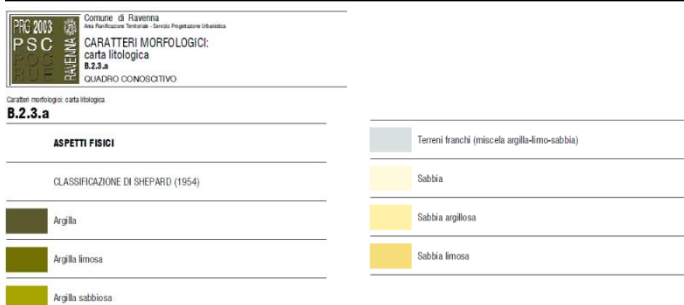 PRG 2003
PSC
POC
RUE
RAVENNA
Comune di Ravenna
Area Pianificazione Territoriale - Servizio Progettazione Urbanistica
CARATTERI MORFOLOGICI:
carta litologica
B.2.3.a
QUADRO CONOSCITIVO
Caratteri morfologici: carta litologica
B.2.3.a
ASPETTI FISICI
CLASSIFICAZIONE DI SHEPARD (1954)
Argilla
Argilla limosa
Argilla sabbiosa
Terreni franchi (miscela argilla-limo-sabbia)
Sabbia
Sabbia argillosa
Sabbia limosa